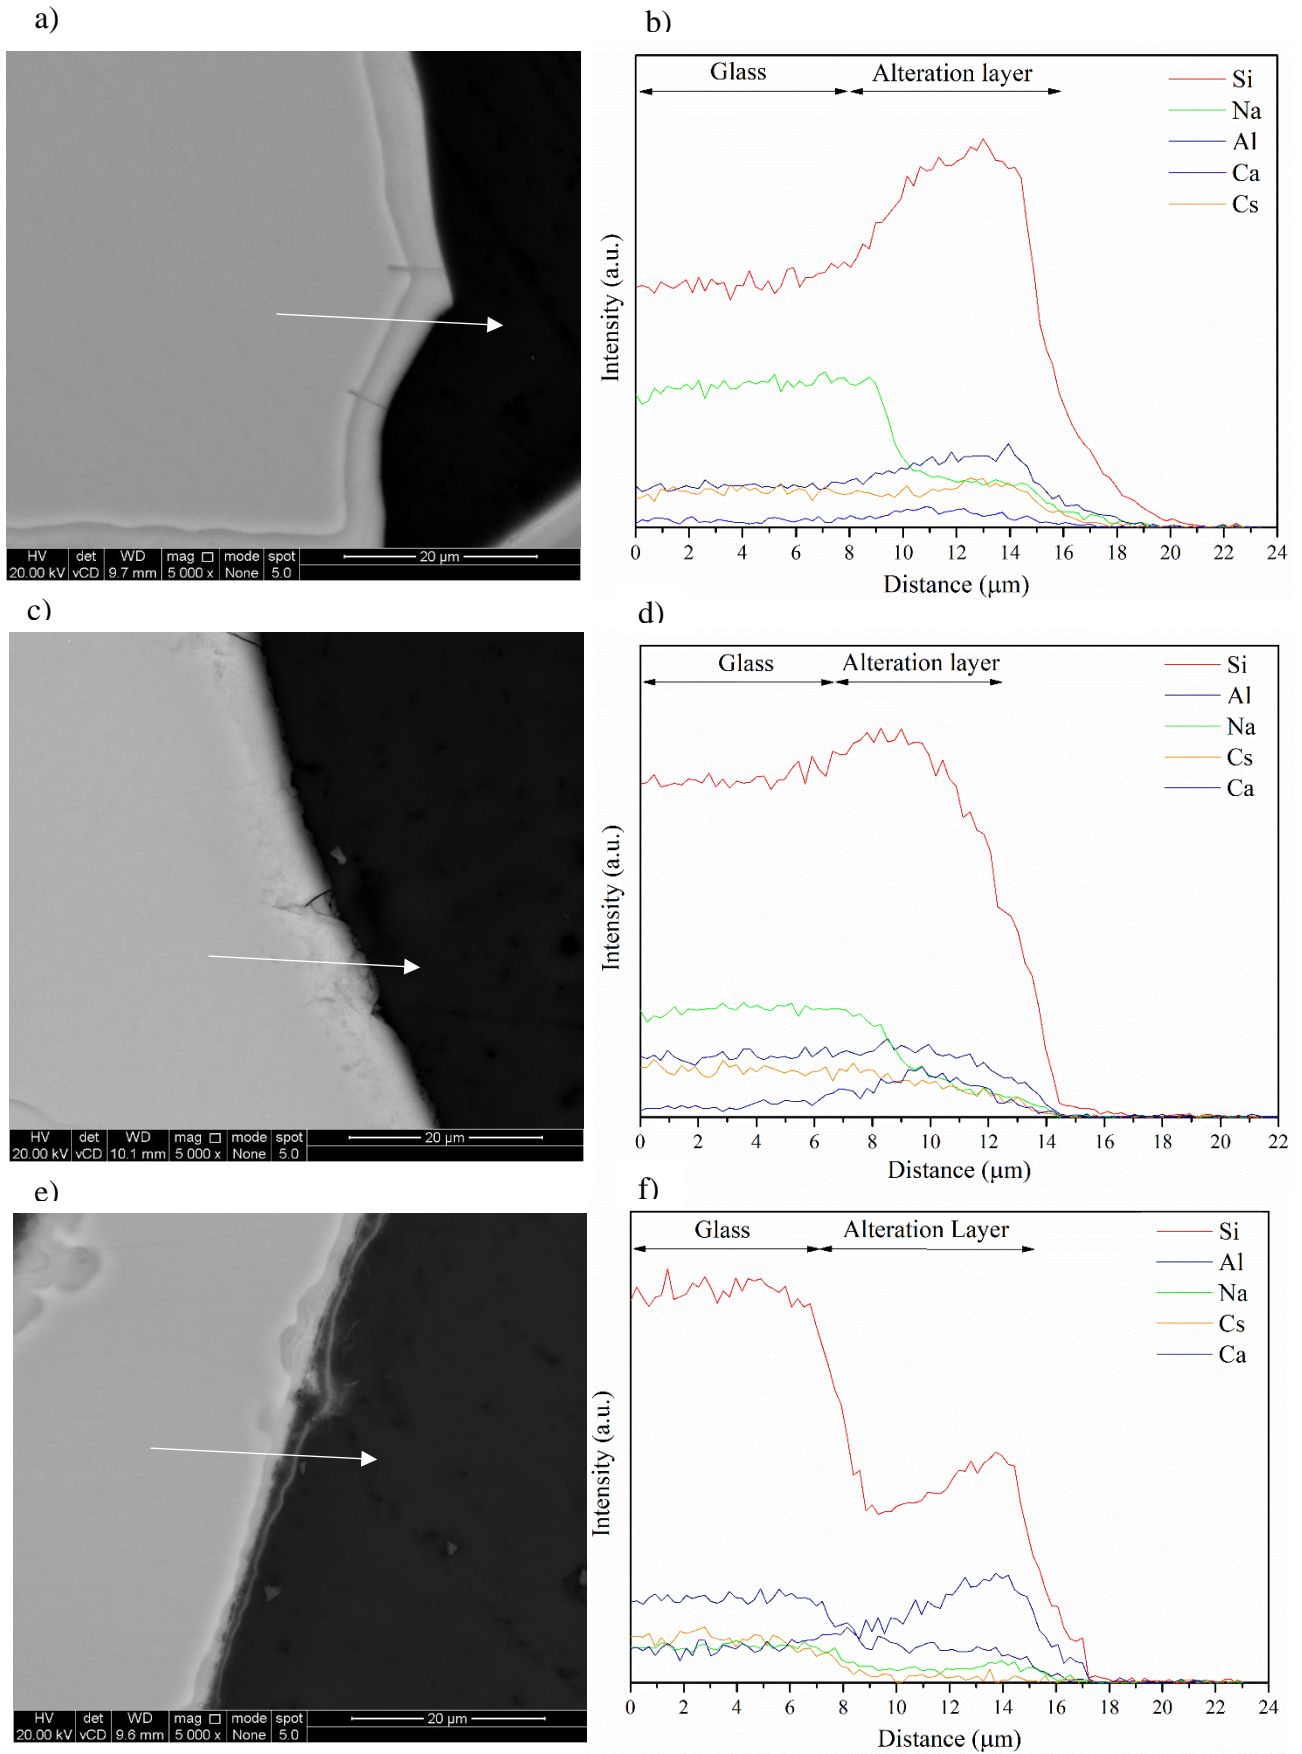 a)
HV det WD mag □ mode spot
20.00 kV vCD 9.7 mm 5 000 x None 5.0
20 µm
b)
Glass Alteration layer
Si
Na
Al
Ca
Cs
Intensity (a.u.)
0 2 4 6 8 10 12 14 16 18 20 22 24
Distance (µm)
c)
HV det WD mag □ mode spot
20.00 kV vCD 10.1 mm 5 000 x None 5.0
20 µm
d)
Glass Alteration layer
Si
Al
Na
Cs
Ca
Intensity (a.u.)
0 2 4 6 8 10 12 14 16 18 20 22
Distance (µm)
e)
HV det WD mag □ mode spot
20.00 kV vCD 9.6 mm 5 000 x None 5.0
20 µm
f)
Glass Alteration Layer
Si
Al
Na
Cs
Ca
Intensity (a.u.)
0 2 4 6 8 10 12 14 16 18 20 22 24
Distance (µm)